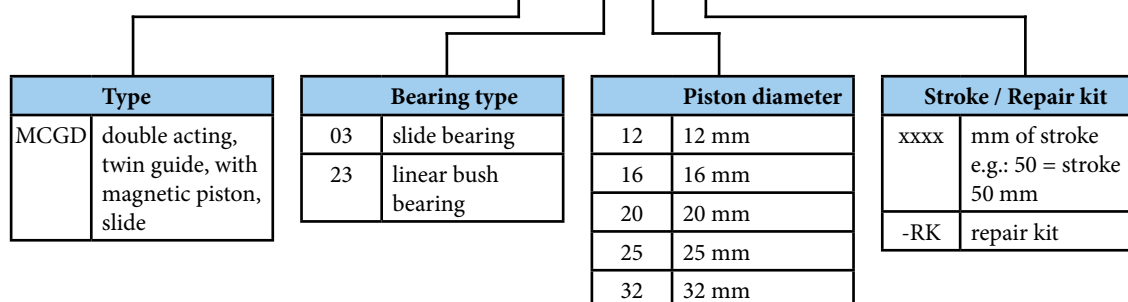 Type
MCGD double acting,
twin guide, with
magnetic piston,
slide
Bearing type
03 slide bearing
23 linear bush
bearing
Piston diameter
12 12 mm
16 16 mm
20 20 mm
25 25 mm
32 32 mm
Stroke / Repair kit
xxxx mm of stroke
e.g.: 50 = stroke
50 mm
-RK repair kit